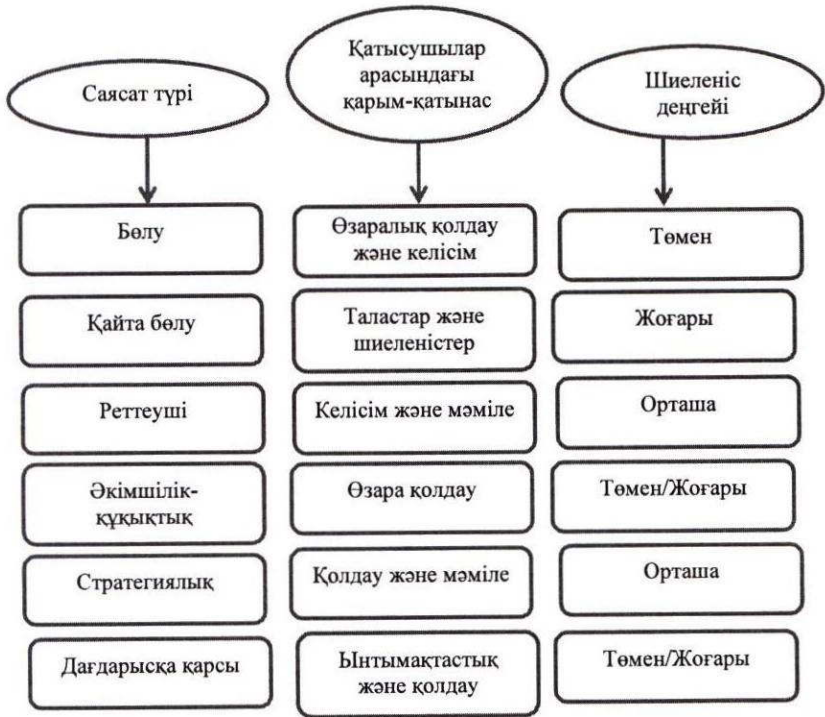 Саясат түрі
Қатысушылар
арасындағы
қарым-қатынас
Шиеленіс
деңгейі
Бөлу
Өзаралық қолдау
және келісім
Төмен
Қайта бөлу
Таластар және
шиеленістер
Жоғары
Реттеуші
Келісім және мәміле
Орташа
Әкімшілік-
құқықтық
Өзара қолдау
Төмен/Жоғары
Стратегиялық
Қолдау және мәміле
Орташа
Дағдарысқа қарсы
Ынтымақтастық
және қолдау
Төмен/Жоғары